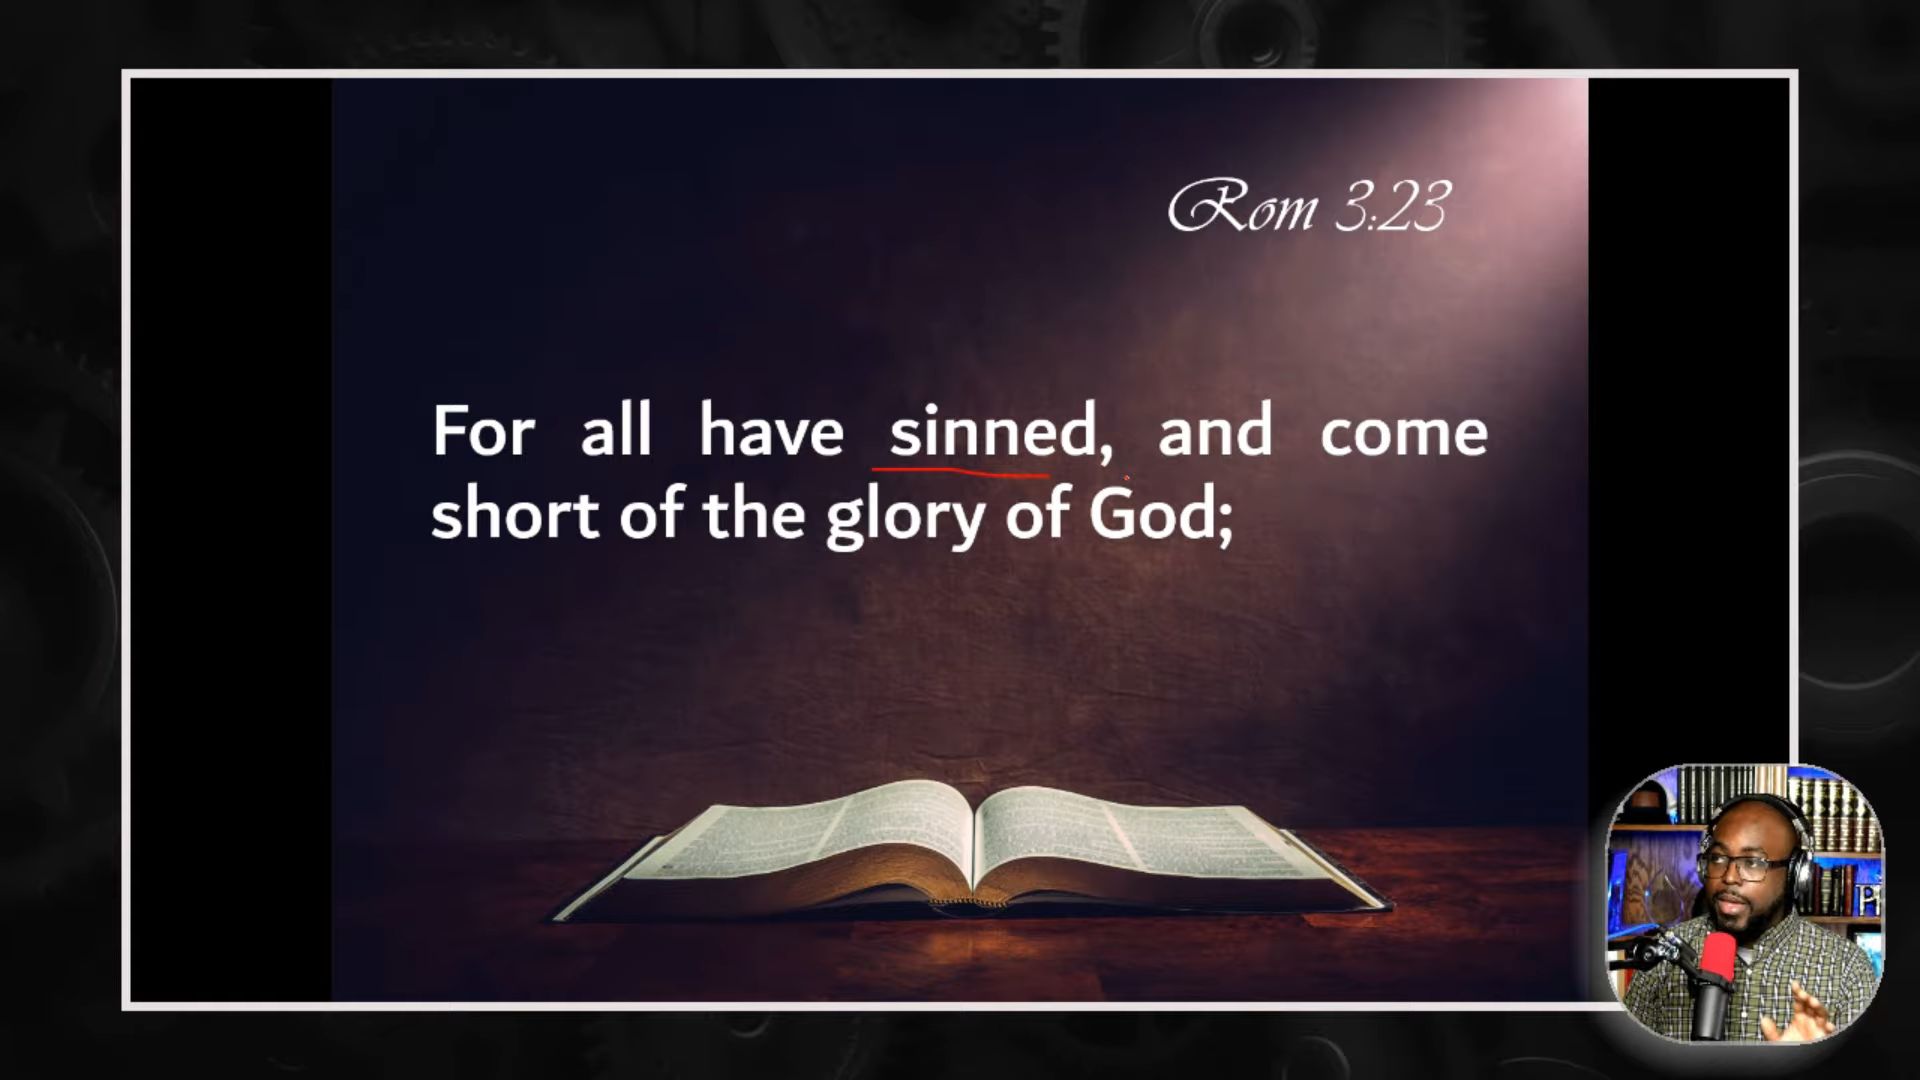 Rom 3:23
For all have sinned, and come
short of the glory of God;